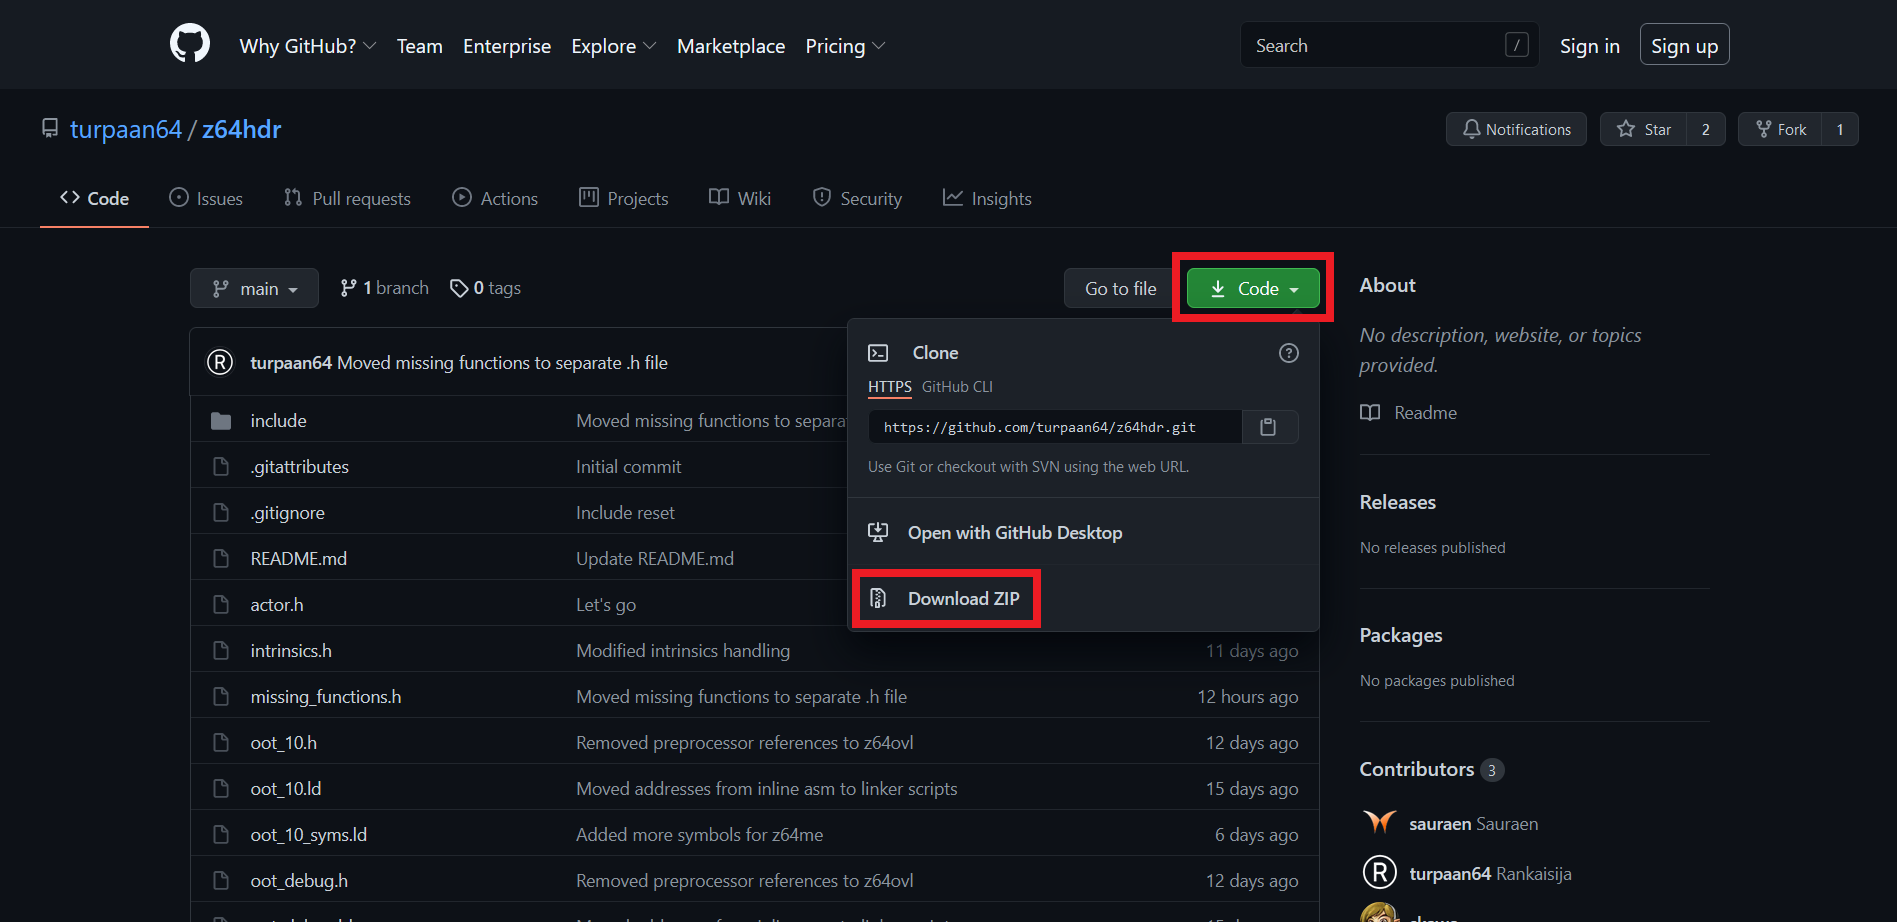 Why GitHub? Team Enterprise Explore Marketplace Pricing Search / Sign in Sign up
turpaan64 / z64hdr Notifications Star 2 Fork 1
Code Issues Pull requests Actions Projects Wiki Security Insights
main 1 branch 0 tags Go to file Code
turpaan64 Moved missing functions to separate .h file
include Moved missing functions to separa
.gitattributes Initial commit
.gitignore Include reset
README.md Update README.md
actor.h Let's go
intrinsics.h Modified intrinsics handling 11 days ago
missing_functions.h Moved missing functions to separate .h file 12 hours ago
oot_10.h Removed preprocessor references to z64ovl 12 days ago
oot_10.ld Moved addresses from inline asm to linker scripts 15 days ago
oot_10_syms.ld Added more symbols for z64me 6 days ago
oot_debug.h Removed preprocessor references to z64ovl 12 days ago
Clone
HTTPS GitHub CLI
https://github.com/turpaan64/z64hdr.git
Use Git or checkout with SVN using the web URL.
Open with GitHub Desktop
Download ZIP
About
No description, website, or topics
provided.
Readme
Releases
No releases published
Packages
No packages published
Contributors 3
sauraen Sauraen
R turpaan64 Rankaisija